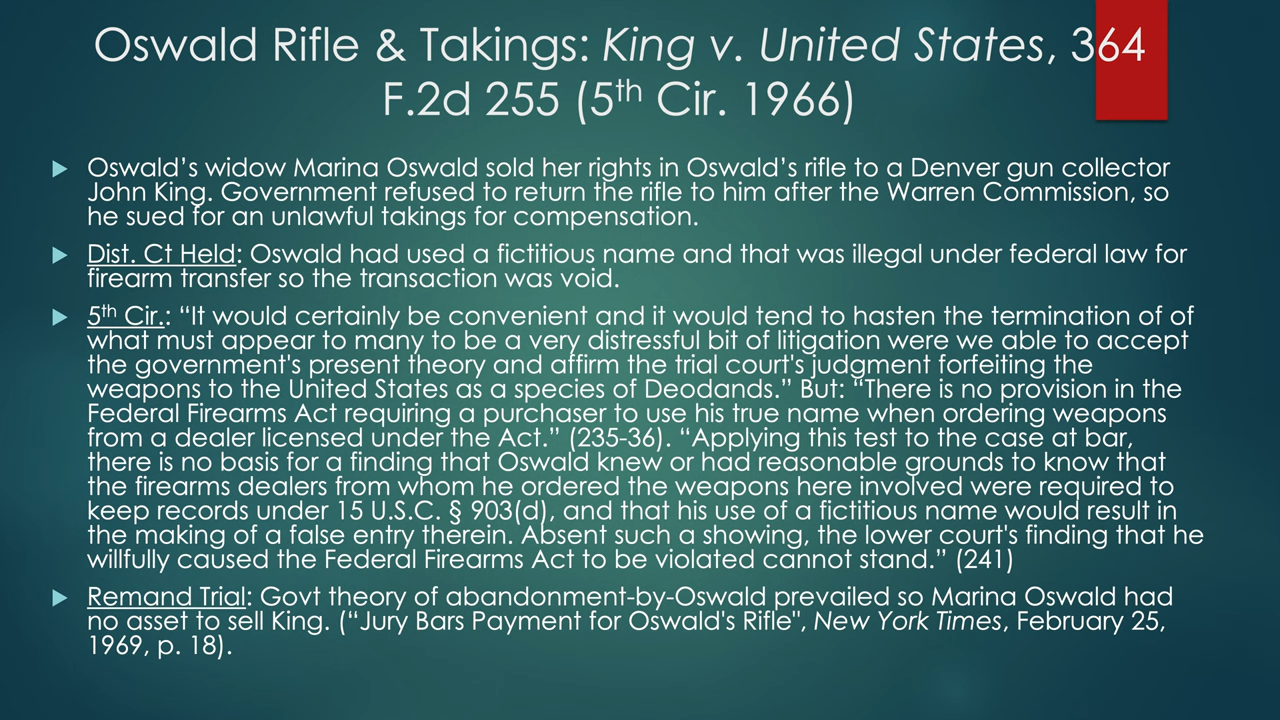 Oswald Rifle & Takings: King v. United States, 364
F.2d 255 (5th Cir. 1966)
Oswald’s widow Marina Oswald sold her rights in Oswald’s rifle to a Denver gun collector
John King. Government refused to return the rifle to him after the Warren Commission, so
he sued for an unlawful takings for compensation.
Dist. Ct Held: Oswald had used a fictitious name and that was illegal under federal law for
firearm transfer so the transaction was void.
5th Cir.: “It would certainly be convenient and it would tend to hasten the termination of of
what must appear to many to be a very distressful bit of litigation were we able to accept
the government's present theory and affirm the trial court's judgment forfeiting the
weapons to the United States as a species of Deodands.” But: “There is no provision in the
Federal Firearms Act requiring a purchaser to use his true name when ordering weapons
from a dealer licensed under the Act.” (235-36). “Applying this test to the case at bar,
there is no basis for a finding that Oswald knew or had reasonable grounds to know that
the firearms dealers from whom he ordered the weapons here involved were required to
keep records under 15 U.S.C. § 903(d), and that his use of a fictitious name would result in
the making of a false entry therein. Absent such a showing, the lower court's finding that he
willfully caused the Federal Firearms Act to be violated cannot stand.” (241)
Remand Trial: Govt theory of abandonment-by-Oswald prevailed so Marina Oswald had
no asset to sell King. (“Jury Bars Payment for Oswald's Rifle", New York Times, February 25,
1969, p. 18).